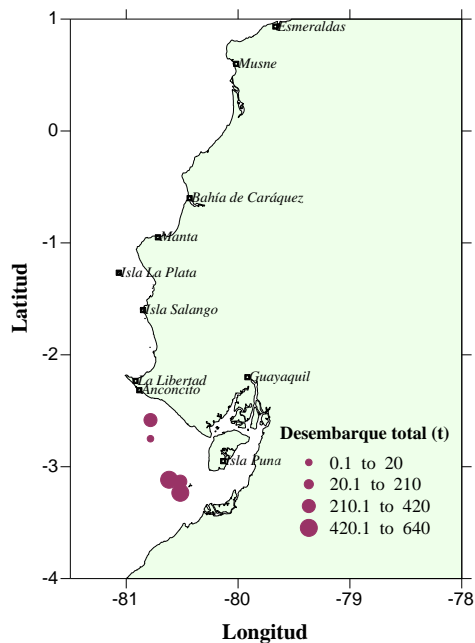 1
Esmeraldas
Musne
0
Bahía de Caráquez
Manta
-1
Isla La Plata
Isla Salango
Latitud
-2
La Libertad
Guayaquil
Anconcito
Desembarque total (t)
Isla Puna
0.1 to 20
-3
20.1 to 210
210.1 to 420
420.1 to 640
-4
-81 -80 -79 -78
Longitud